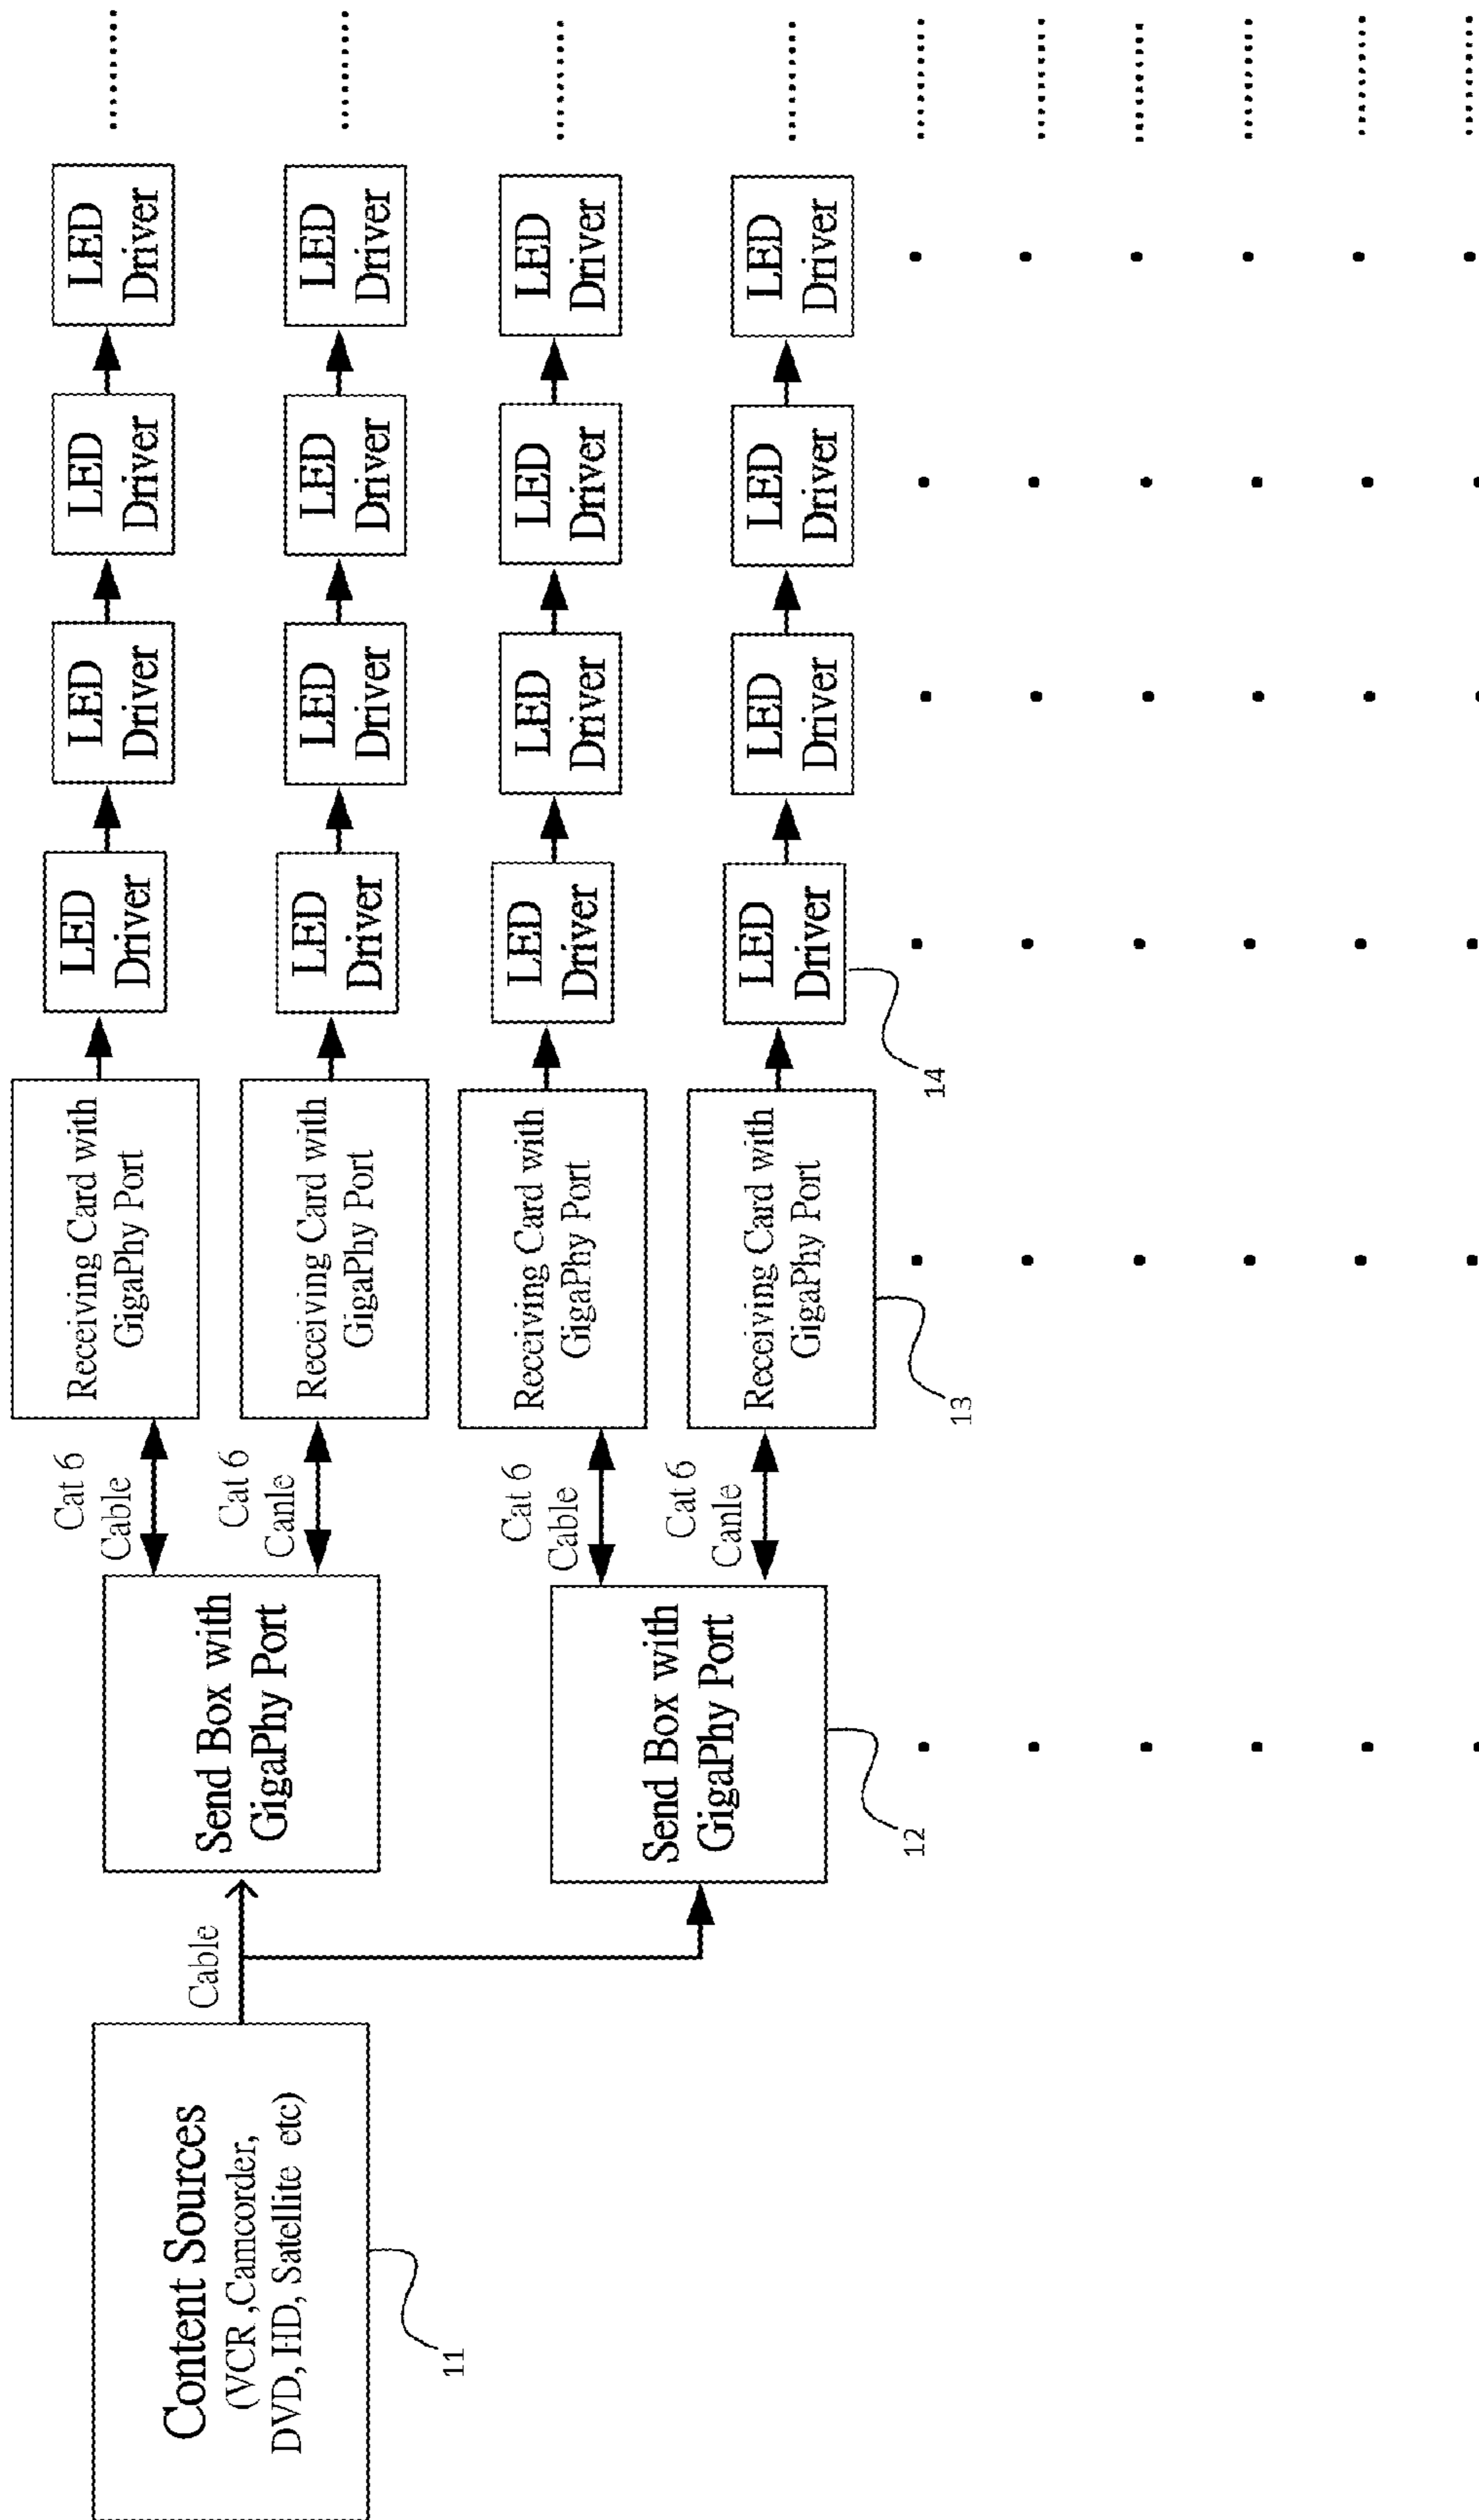 Content Sources
(VCR ,Camcorder,
DVD, HD, Satellite etc)
11
Cable
Send Box with
GigaPhy Port
Send Box with
GigaPhy Port
12
Cat 6
Cable
Cat 6
Canle
Cat 6
Cable
Cat 6
Canle
Receiving Card with
GigaPhy Port
Receiving Card with
GigaPhy Port
Receiving Card with
GigaPhy Port
Receiving Card with
GigaPhy Port
13
LED
Driver
LED
Driver
LED
Driver
LED
Driver
LED
Driver
LED
Driver
LED
Driver
LED
Driver
LED
Driver
LED
Driver
LED
Driver
LED
Driver
LED
Driver
LED
Driver
LED
Driver
LED
Driver
14